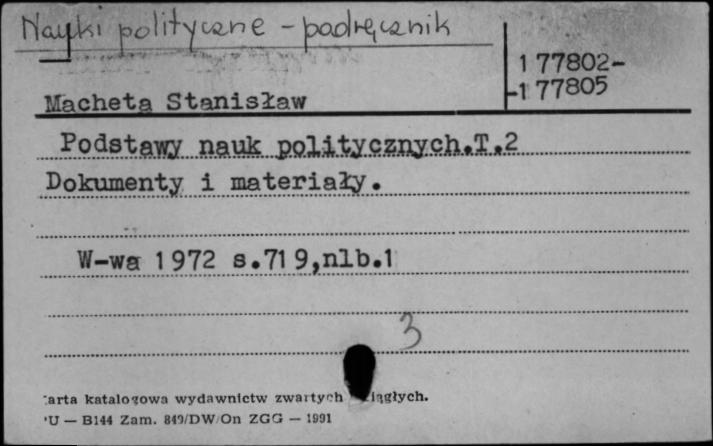 Nauki polityczne - podręcznik
1 77802-
-1 77805
Macheta Stanisław
Podstawy nauk politycznych.T.2
Dokumenty i materiały.
W-wa 1972 s.719,nlb.1
3
arta katalogowa wydawnictw zwartych iągłych.
U — B144 Zam. 849/DW/On ZGG — 1991